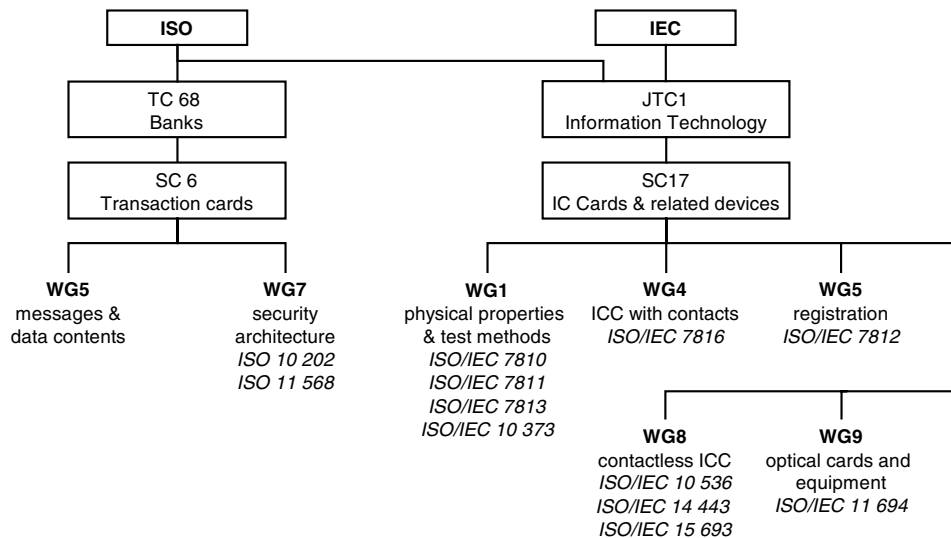 ISO
IEC
TC 68
Banks
JTC1
Information Technology
SC 6
Transaction cards
SC17
IC Cards & related devices
WG5
messages &
data contents
WG7
security
architecture
ISO 10 202
ISO 11 568
WG1
physical properties
& test methods
ISO/IEC 7810
ISO/IEC 7811
ISO/IEC 7813
ISO/IEC 10 373
WG4
ICC with contacts
ISO/IEC 7816
WG5
registration
ISO/IEC 7812
WG8
contactless ICC
ISO/IEC 10 536
ISO/IEC 14 443
ISO/IEC 15 693
WG9
optical cards and
equipment
ISO/IEC 11 694